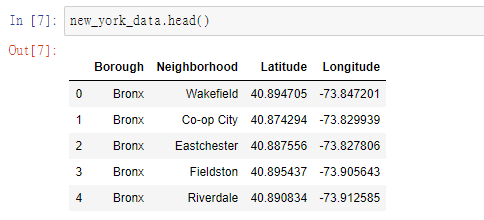 In [7]: new_york_data.head()
Out[7]:
Borough Neighborhood Latitude Longitude
0 Bronx Wakefield 40.894705 -73.847201
1 Bronx Co-op City 40.874294 -73.829939
2 Bronx Eastchester 40.887556 -73.827806
3 Bronx Fieldston 40.895437 -73.905643
4 Bronx Riverdale 40.890834 -73.912585